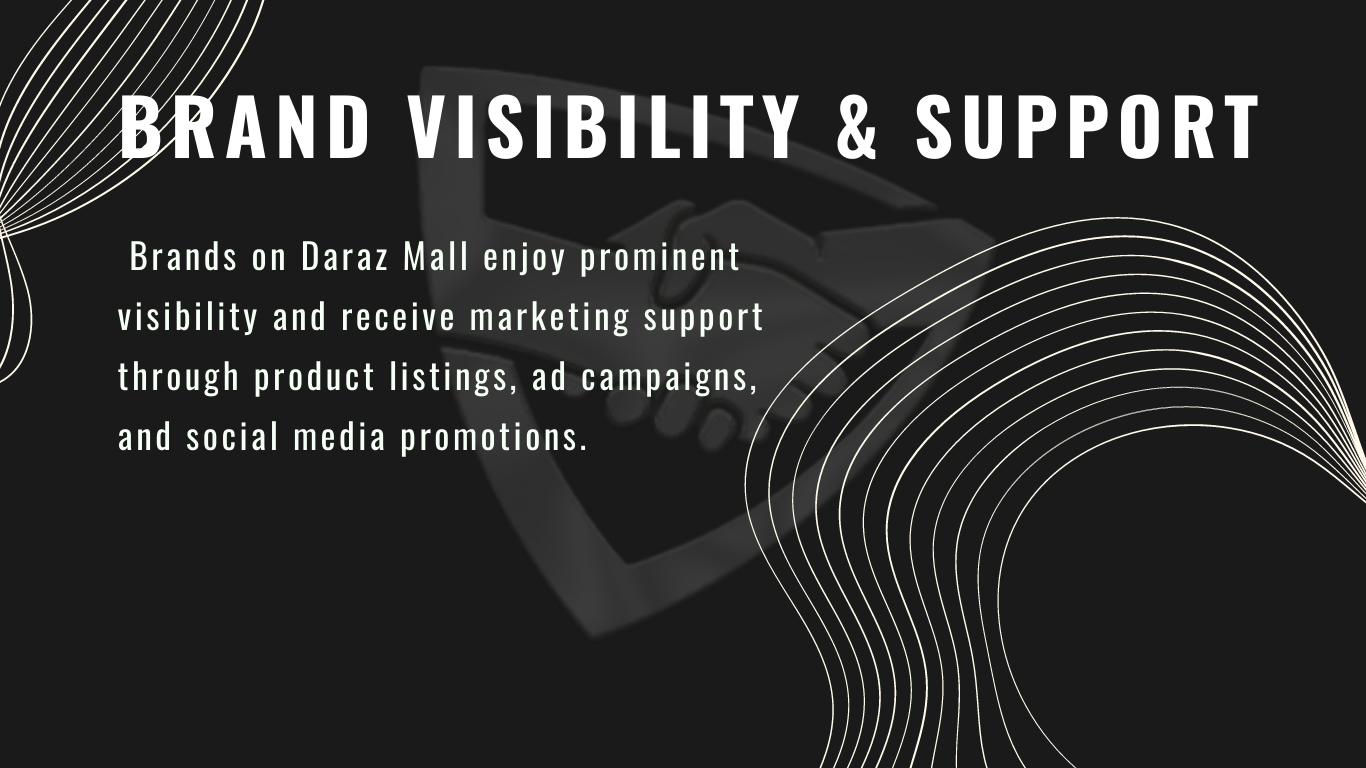 BRAND VISIBILITY & SUPPORT
Brands on Daraz Mall enjoy prominent
visibility and receive marketing support
through product listings, ad campaigns,
and social media promotions.